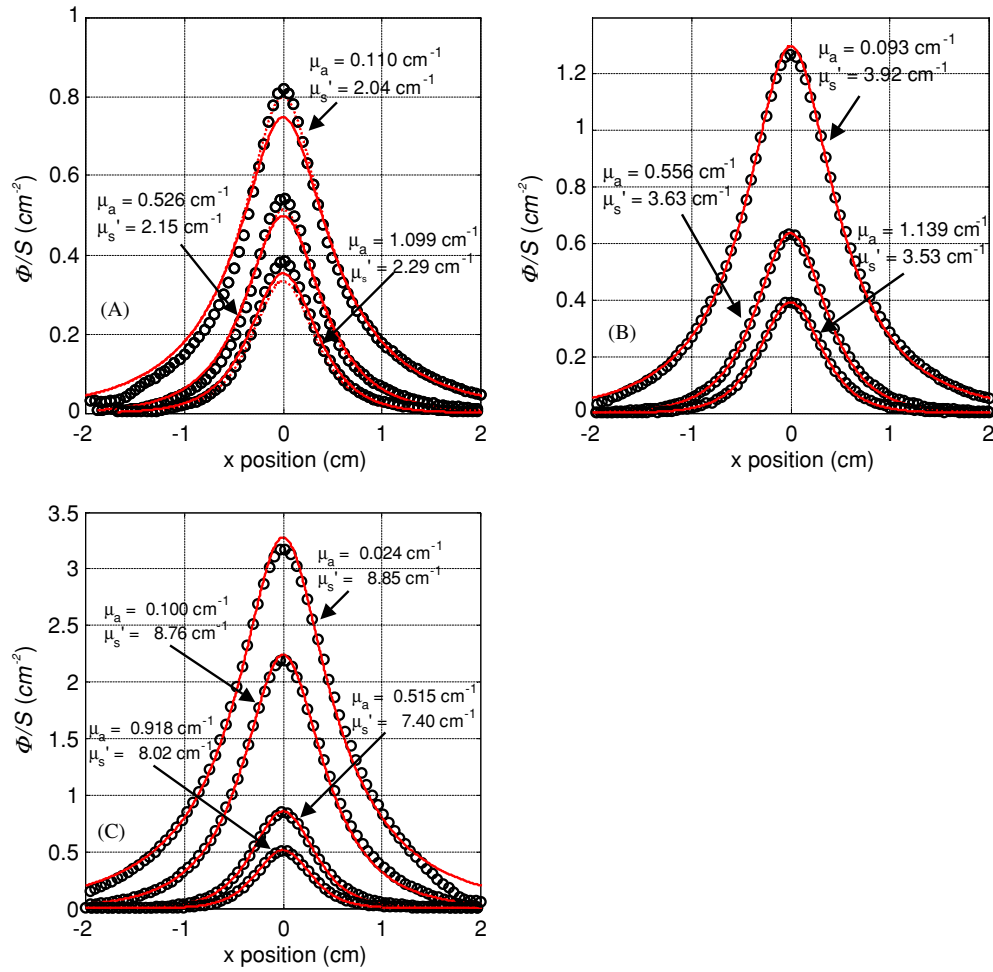 1
0.8
0.6
0.4
0.2
0
-2
-1
0
1
2
x position (cm)
Φ/S (cm⁻²)
(A)
μa = 0.110 cm⁻¹
μs' = 2.04 cm⁻¹
μa = 0.526 cm⁻¹
μs' = 2.15 cm⁻¹
μa = 1.099 cm⁻¹
μs' = 2.29 cm⁻¹
1.2
1
0.8
0.6
0.4
0.2
0
-2
-1
0
1
2
x position (cm)
Φ/S (cm⁻²)
(B)
μa = 0.093 cm⁻¹
μs' = 3.92 cm⁻¹
μa = 0.556 cm⁻¹
μs' = 3.63 cm⁻¹
μa = 1.139 cm⁻¹
μs' = 3.53 cm⁻¹
3.5
3
2.5
2
1.5
1
0.5
0
-2
-1
0
1
2
x position (cm)
Φ/S (cm⁻²)
(C)
μa = 0.024 cm⁻¹
μs' = 8.85 cm⁻¹
μa = 0.100 cm⁻¹
μs' = 8.76 cm⁻¹
μa = 0.515 cm⁻¹
μs' = 7.40 cm⁻¹
μa = 0.918 cm⁻¹
μs' = 8.02 cm⁻¹